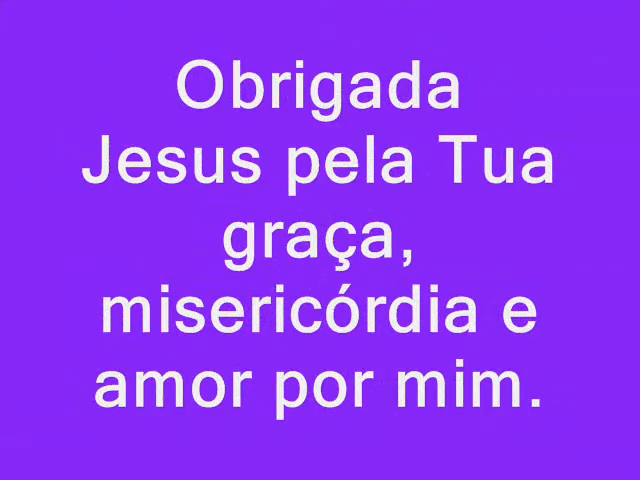 Obrigada
Jesus pela Tua
graça,
misericórdia e
amor por mim.